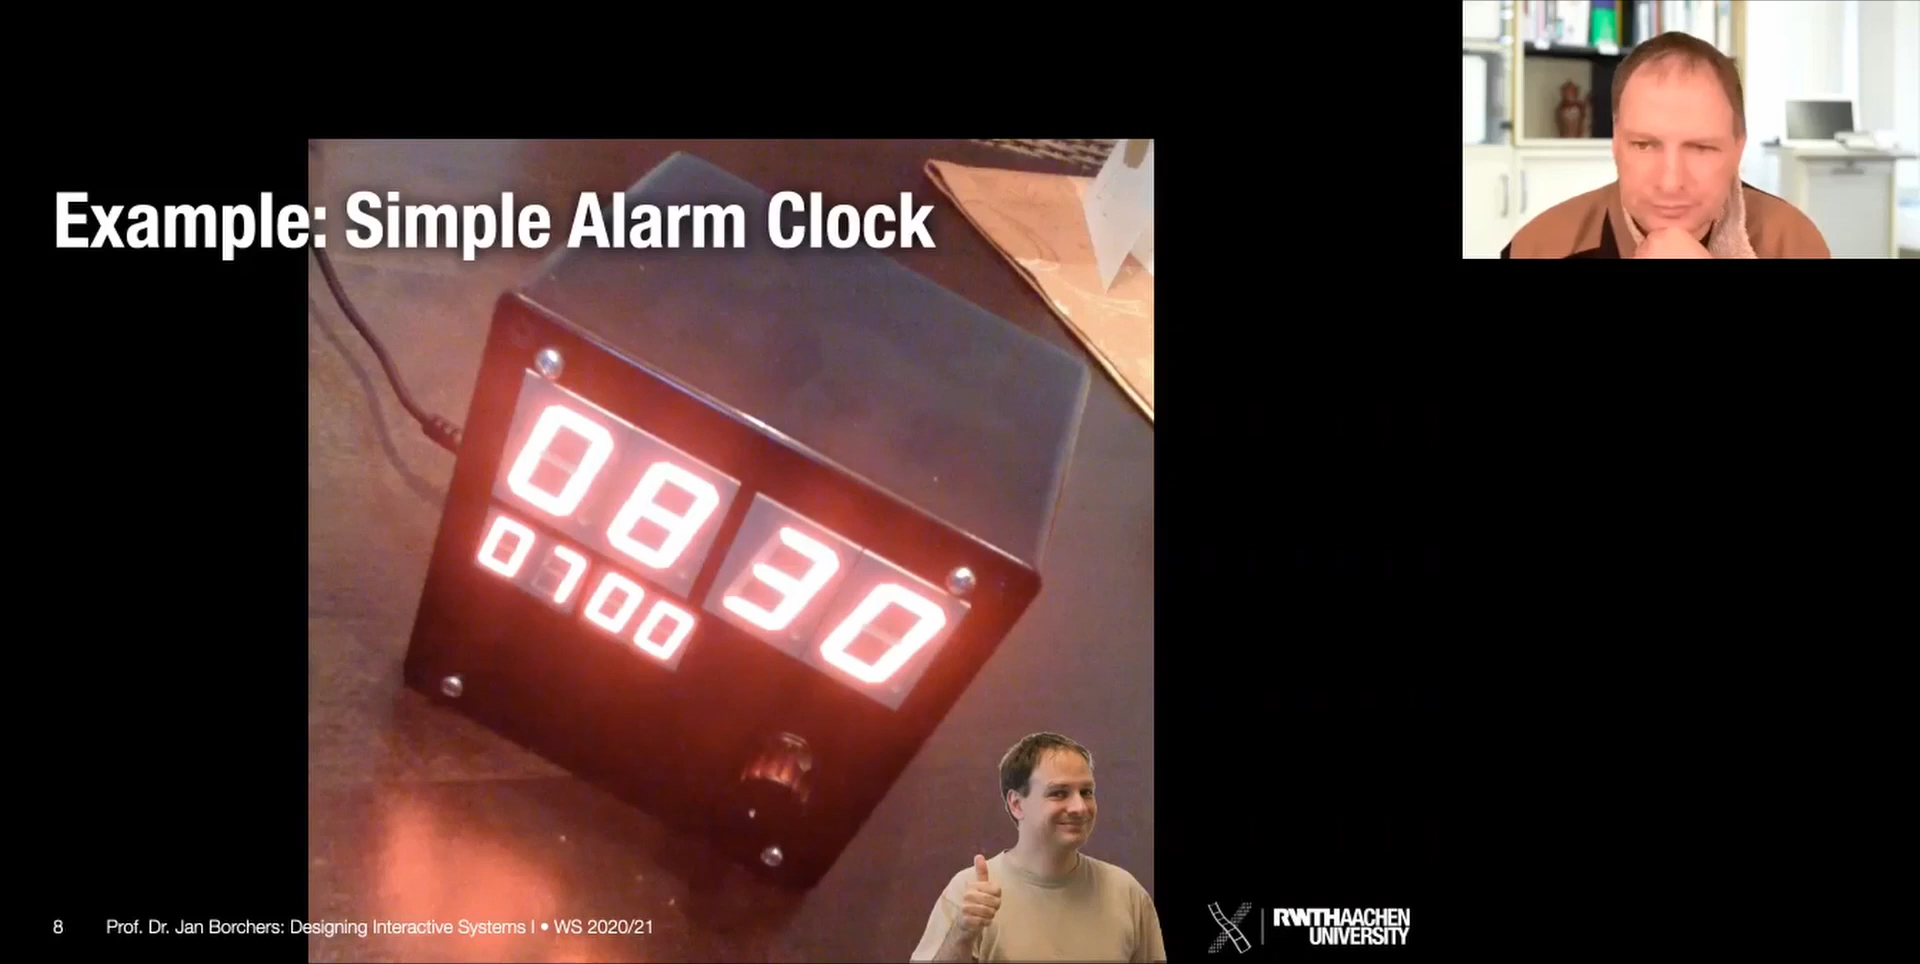 Example: Simple Alarm Clock
08 30
0700
8 Prof. Dr. Jan Borchers: Designing Interactive Systems I • WS 2020/21
RWTHAACHEN
UNIVERSITY